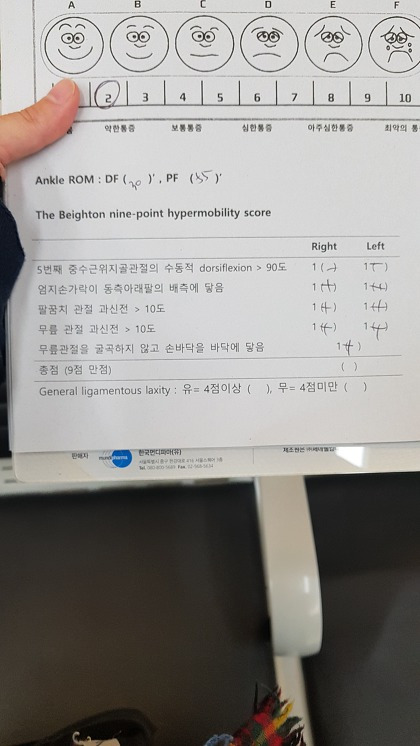 A B C D E F
2 3 4 5 6 7 8 9 10
약한통증 보통통증 심한통증 아주심한통증 최악의
Ankle ROM : DF ( 20 )', PF ( 55 )'
The Beighton nine-point hypermobility score
Right Left
5번째 중수근위지골관절의 수동적 dorsiflexion > 90도 1 ( - ) 1 ( - )
엄지손가락이 동측아래팔의 배측에 닿음 1 ( + ) 1 ( + )
팔꿈치 관절 과신전 > 10도 1 ( + ) 1 ( + )
무릎 관절 과신전 > 10도 1 ( + ) 1 ( + )
무릎관절을 굴곡하지 않고 손바닥을 바닥에 닿음 1 ( + )
총점 (9점 만점) ( )
General ligamentous laxity : 유= 4점이상 ( ), 무= 4점미만 ( )
판매자 mundipharma 한국먼디파마(유)